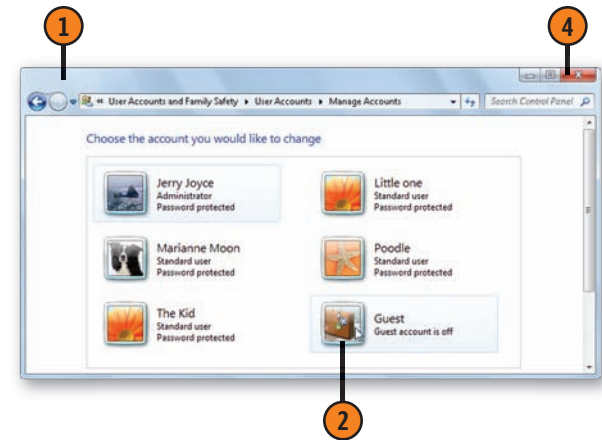 1
4
« User Accounts and Family Safety ▸ User Accounts ▸ Manage Accounts
Search Control Panel
Choose the account you would like to change
Jerry Joyce
Administrator
Password protected
Little one
Standard user
Password protected
Marianne Moon
Standard user
Password protected
Poodle
Standard user
Password protected
The Kid
Standard user
Password protected
Guest
Guest account is off
2